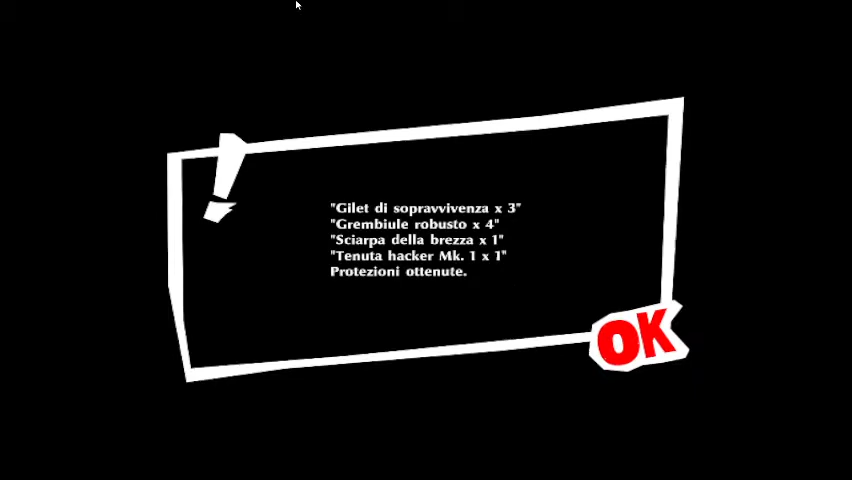 "Gilet di sopravvivenza x 3"
"Grembiule robusto x 4"
"Sciarpa della brezza x 1"
"Tenuta hacker Mk. 1 x 1"
Protezioni ottenute.
OK